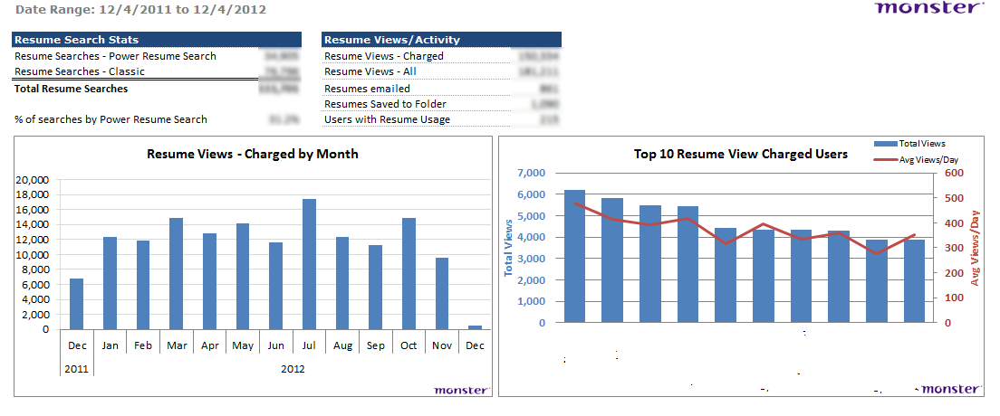 Date Range: 12/4/2011 to 12/4/2012
monster
Resume Search Stats
Resume Searches - Power Resume Search
Resume Searches - Classic
Total Resume Searches
% of searches by Power Resume Search
Resume Views/Activity
Resume Views - Charged
Resume Views - All
Resumes emailed
Resumes Saved to Folder
Users with Resume Usage
Resume Views - Charged by Month
20,000
18,000
16,000
14,000
12,000
10,000
8,000
6,000
4,000
2,000
0
Dec Jan Feb Mar Apr May Jun Jul Aug Sep Oct Nov Dec
2011 2012
monster
Top 10 Resume View Charged Users
Total Views
Avg Views/Day
Total Views
7,000
6,000
5,000
4,000
3,000
2,000
1,000
0
600
500
400
300
200
100
0
Avg Views/Day
monster